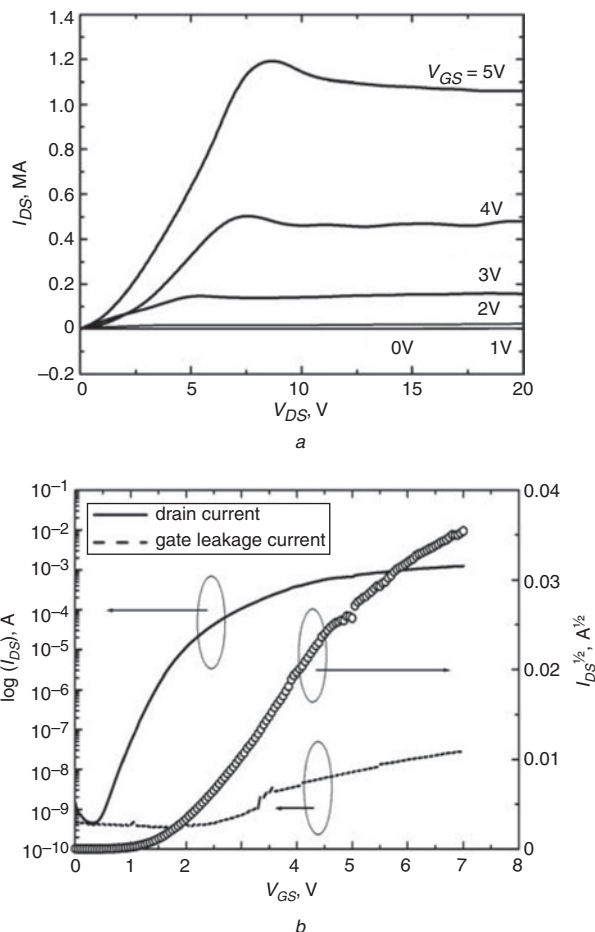 1.4
1.2
1.0
0.8
0.6
0.4
0.2
0
–0.2
I_DS, MA
V_GS = 5V
4V
3V
2V
0V 1V
0 5 10 15 20
V_DS, V
a
10⁻¹
10⁻²
10⁻³
10⁻⁴
10⁻⁵
10⁻⁶
10⁻⁷
10⁻⁸
10⁻⁹
10⁻¹⁰
log (I_DS), A
drain current
gate leakage current
0.04
0.03
0.02
0.01
0
I_DS^½, A^½
0 1 2 3 4 5 6 7 8
V_GS, V
b